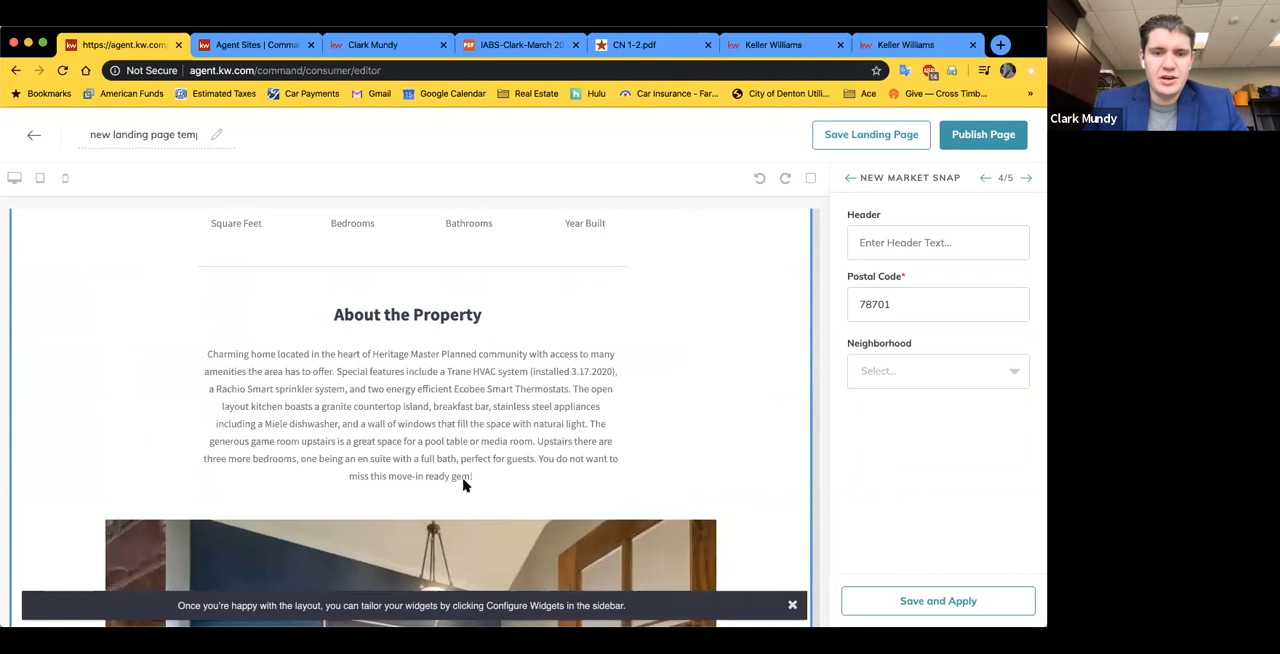 https://agent.kw.com
Agent Sites | Comma
Clark Mundy
IABS-Clark-March 20
CN 1-2.pdf
Keller Williams
Keller Williams
Not Secure
agent.kw.com/command/consumer/editor
14
Bookmarks
American Funds
Estimated Taxes
Car Payments
Gmail
Google Calendar
Real Estate
Hulu
Car Insurance - Far...
City of Denton Utili...
Ace
Give — Cross Timb...
Clark Mundy
new landing page temp
Save Landing Page
Publish Page
NEW MARKET SNAP
4/5
Square Feet
Bedrooms
Bathrooms
Year Built
About the Property
Charming home located in the heart of Heritage Master Planned community with access to many
amenities the area has to offer. Special features include a Trane HVAC system (installed 3.17.2020),
a Rachio Smart sprinkler system, and two energy efficient Ecobee Smart Thermostats. The open
layout kitchen boasts a granite countertop island, breakfast bar, stainless steel appliances
including a Miele dishwasher, and a wall of windows that fill the space with natural light. The
generous game room upstairs is a great space for a pool table or media room. Upstairs there are
three more bedrooms, one being an en suite with a full bath, perfect for guests. You do not want to
miss this move-in ready gem!
Header
Enter Header Text...
Postal Code*
78701
Neighborhood
Select...
Once you're happy with the layout, you can tailor your widgets by clicking Configure Widgets in the sidebar.
Save and Apply